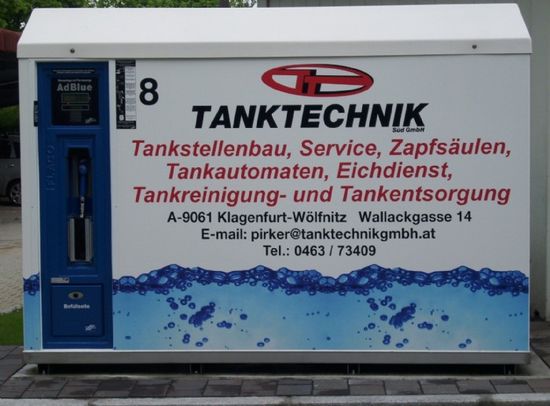 AdBlue
8
TANKTECHNIK
Süd GmbH
Tankstellenbau, Service, Zapfsäulen,
Tankautomaten, Eichdienst,
Tankreinigung- und Tankentsorgung
A-9061 Klagenfurt-Wölfnitz Wallackgasse 14
E-mail: pirker@tanktechnikgmbh.at
Tel.: 0463 / 73409
Befullseite